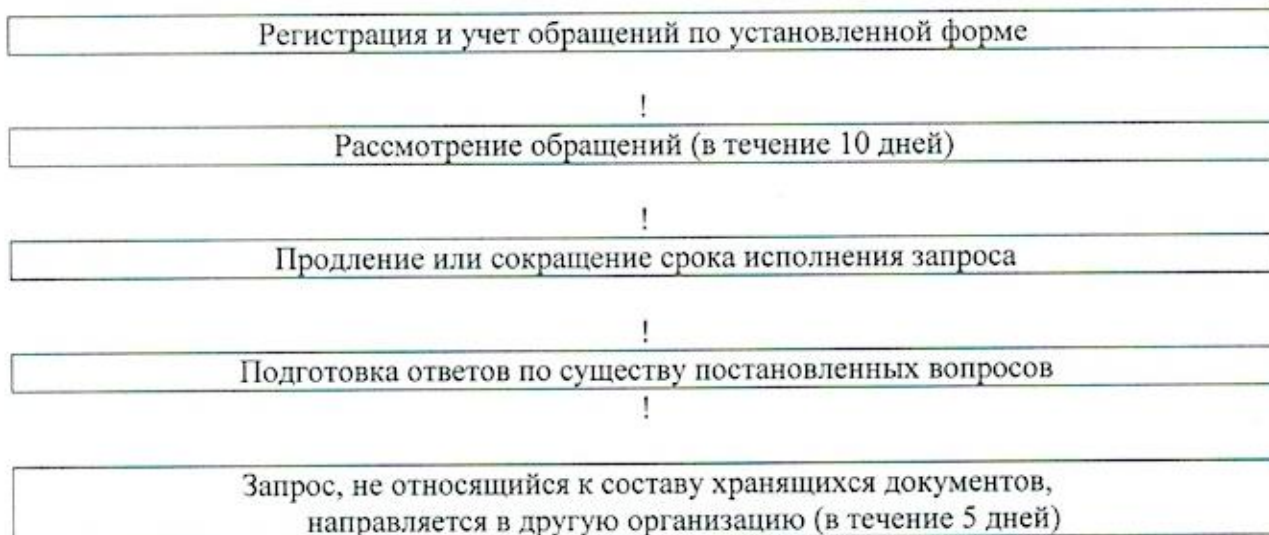 Регистрация и учет обращений по установленной форме
!
Рассмотрение обращений (в течение 10 дней)
!
Продление или сокращение срока исполнения запроса
!
Подготовка ответов по существу постановленных вопросов
!
Запрос, не относящийся к составу хранящихся документов,
направляется в другую организацию (в течение 5 дней)